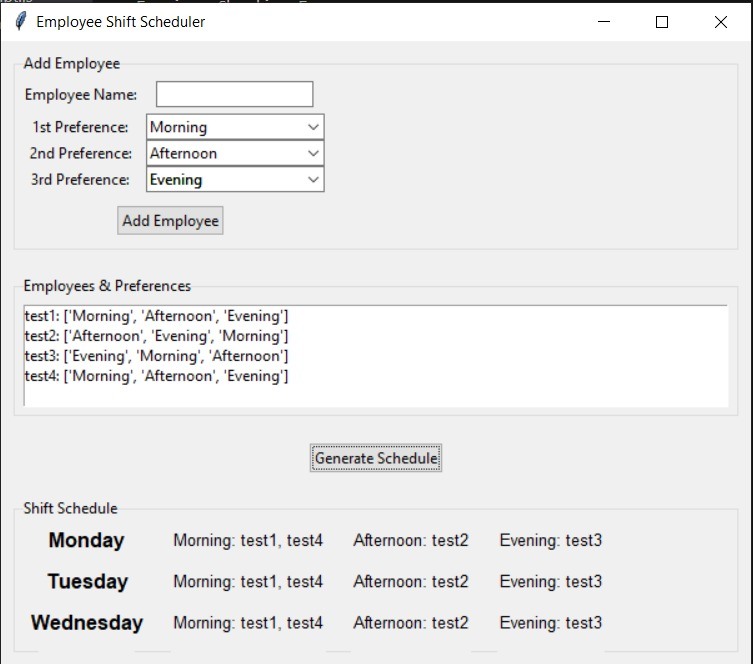 Employee Shift Scheduler
Add Employee
Employee Name:
1st Preference: Morning
2nd Preference: Afternoon
3rd Preference: Evening
Add Employee
Employees & Preferences
test1: ['Morning', 'Afternoon', 'Evening']
test2: ['Afternoon', 'Evening', 'Morning']
test3: ['Evening', 'Morning', 'Afternoon']
test4: ['Morning', 'Afternoon', 'Evening']
Generate Schedule
Shift Schedule
Monday Morning: test1, test4 Afternoon: test2 Evening: test3
Tuesday Morning: test1, test4 Afternoon: test2 Evening: test3
Wednesday Morning: test1, test4 Afternoon: test2 Evening: test3